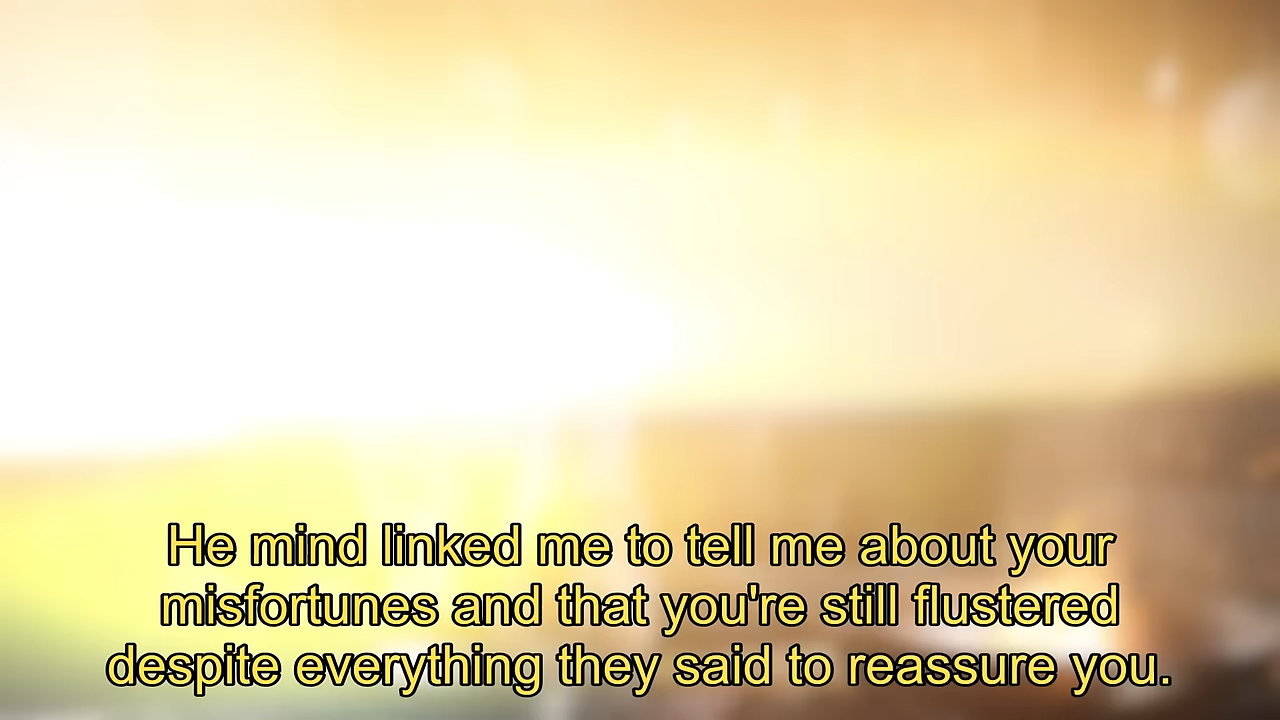 He mind linked me to tell me about your
misfortunes and that you're still flustered
despite everything they said to reassure you.